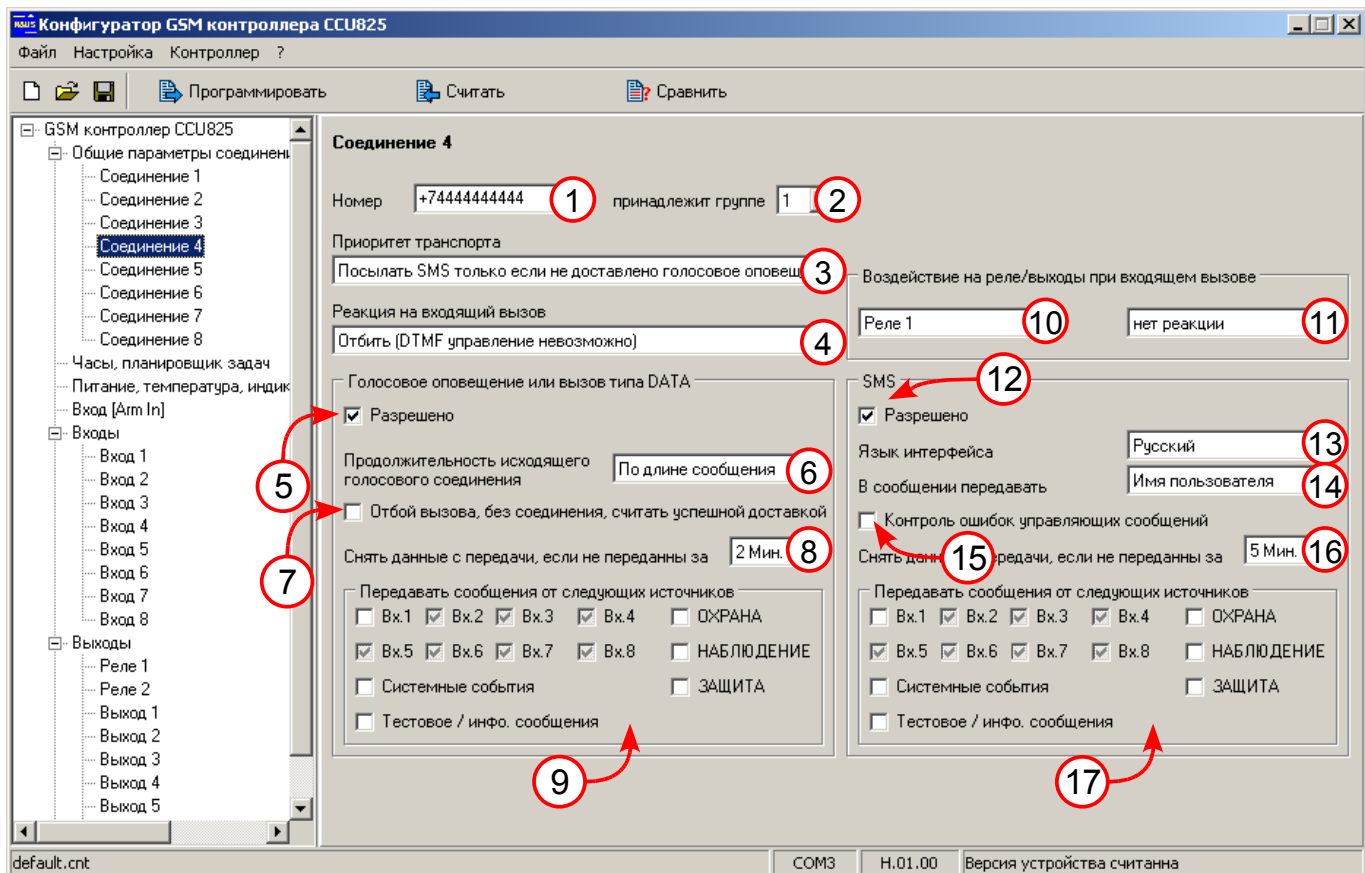 Конфигуратор GSM контроллера CCU825
Файл Настройка Контроллер ?
Программировать Считать Сравнить
GSM контроллер CCU825
Общие параметры соединени
Соединение 1
Соединение 2
Соединение 3
Соединение 4
Соединение 5
Соединение 6
Соединение 7
Соединение 8
Часы, планировщик задач
Питание, температура, индик
Вход [Arm In]
Входы
Вход 1
Вход 2
Вход 3
Вход 4
Вход 5
Вход 6
Вход 7
Вход 8
Выходы
Реле 1
Реле 2
Выход 1
Выход 2
Выход 3
Выход 4
Выход 5
Соединение 4
Номер +74444444444 1 принадлежит группе 1 2
Приоритет транспорта
Посылать SMS только если не доставлено голосовое оповещ 3
Реакция на входящий вызов
Отбить (DTMF управление невозможно) 4
Воздействие на реле/выходы при входящем вызове
Реле 1 10 нет реакции 11
Голосовое оповещение или вызов типа DATA
Разрешено
5
Продолжительность исходящего
голосового соединения
По длине сообщения 6
Отбой вызова, без соединения, считать успешной доставкой
7
Снять данные с передачи, если не переданны за 2 Мин. 8
Передавать сообщения от следующих источников
Вх.1 Вх.2 Вх.3 Вх.4 ОХРАНА
Вх.5 Вх.6 Вх.7 Вх.8 НАБЛЮДЕНИЕ
Системные события ЗАЩИТА
Тестовое / инфо. сообщения
9
SMS 12
Разрешено
Язык интерфейса Русский 13
В сообщении передавать Имя пользователя 14
Контроль ошибок управляющих сообщений
15
Снять данн передачи, если не переданны за 5 Мин. 16
Передавать сообщения от следующих источников
Вх.1 Вх.2 Вх.3 Вх.4 ОХРАНА
Вх.5 Вх.6 Вх.7 Вх.8 НАБЛЮДЕНИЕ
Системные события ЗАЩИТА
Тестовое / инфо. сообщения
17
default.cnt COM3 H.01.00 Версия устройства считанна